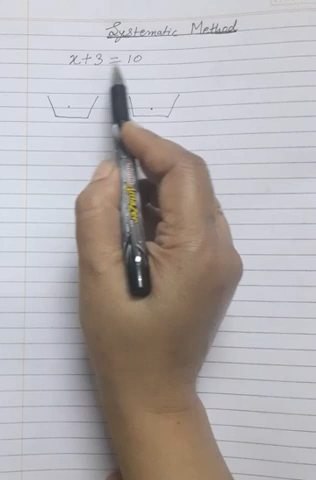 Systematic Method
x + 3 = 10